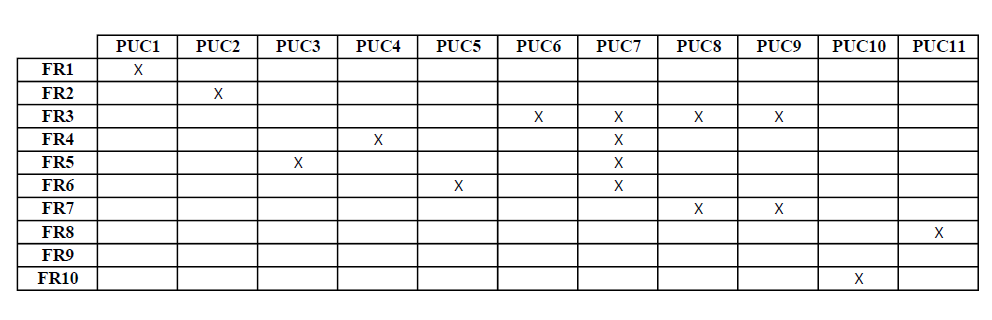 PUC1 PUC2 PUC3 PUC4 PUC5 PUC6 PUC7 PUC8 PUC9 PUC10 PUC11
FR1 X
FR2 X
FR3 X X X X
FR4 X X
FR5 X X
FR6 X X
FR7 X X
FR8 X
FR9
FR10 X